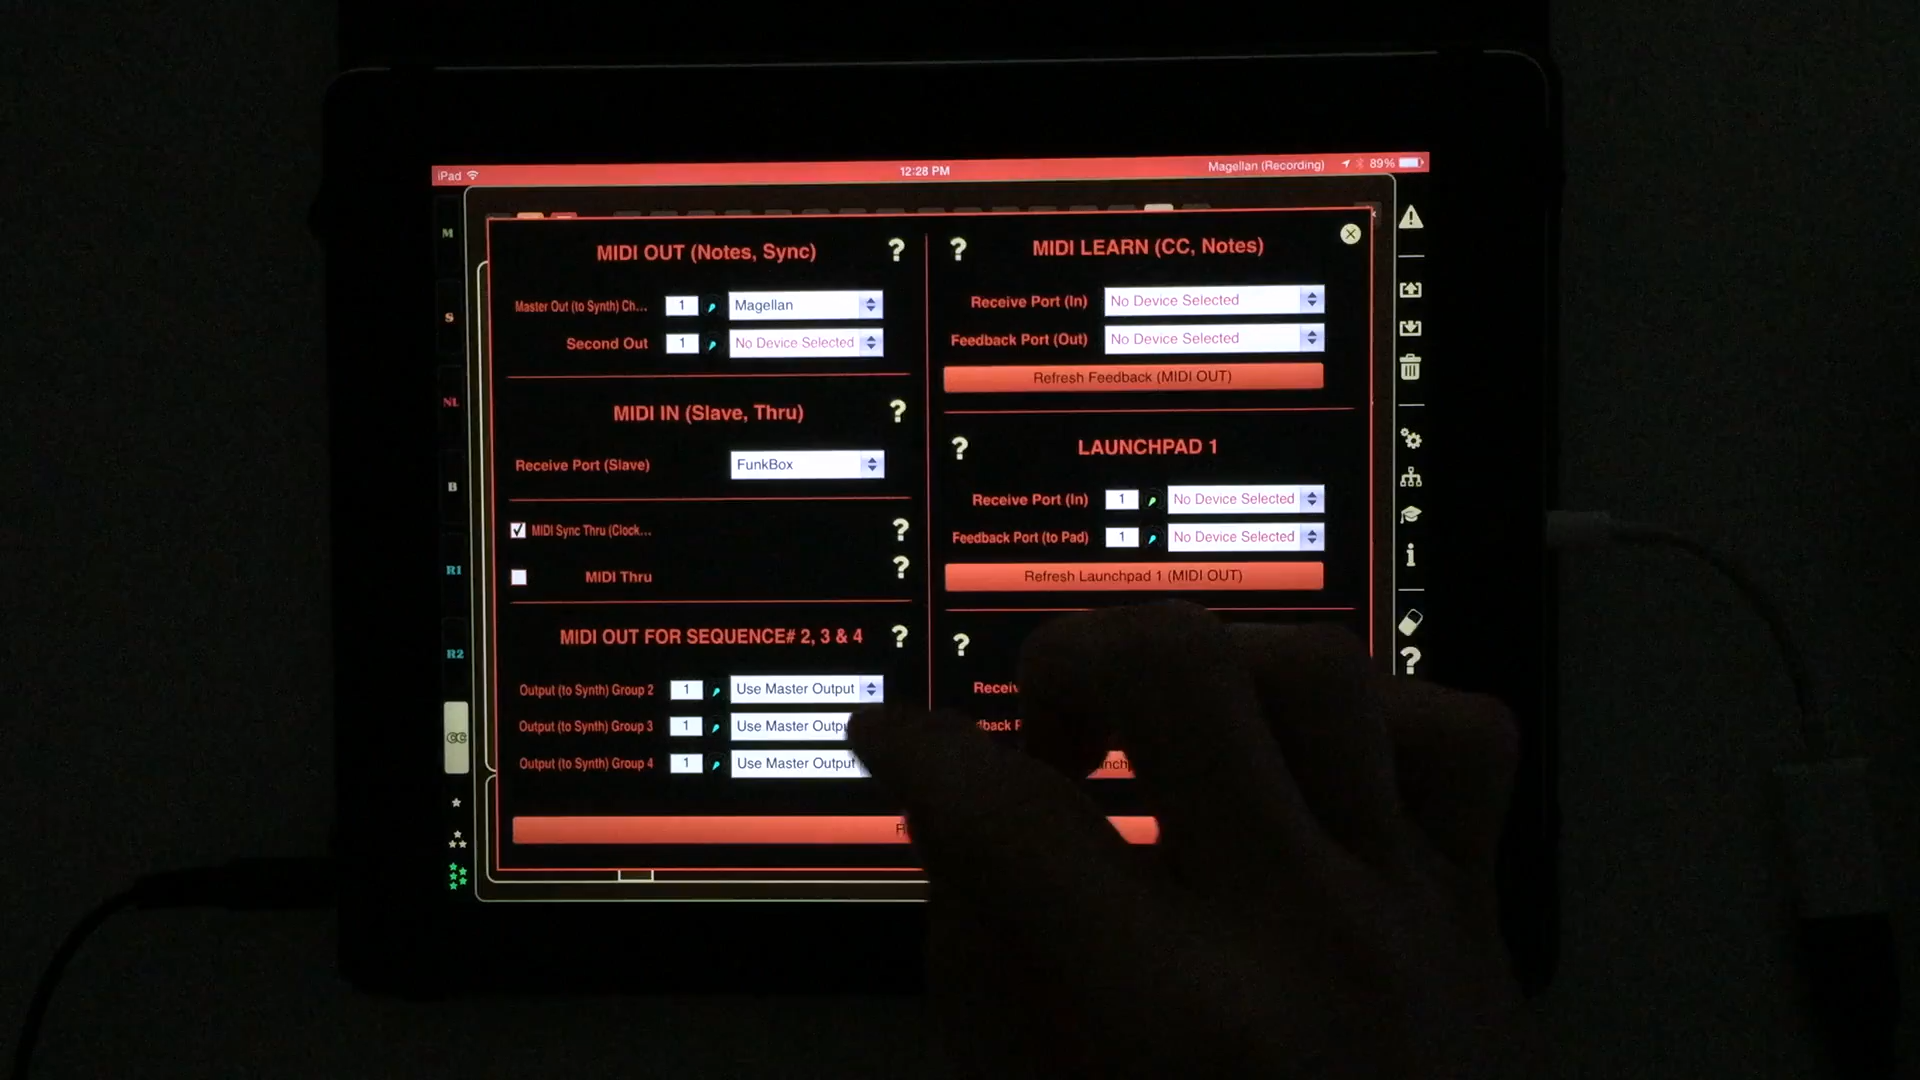 iPad 12:28 PM Magellan (Recording) 89%
M
S
NL
B
R1
R2
CC
MIDI OUT (Notes, Sync) ?
Master Out (to Synth) Ch... 1 Magellan
Second Out 1 No Device Selected
MIDI IN (Slave, Thru) ?
Receive Port (Slave) FunkBox
MIDI Sync Thru (Clock... ?
MIDI Thru ?
MIDI OUT FOR SEQUENCE# 2, 3 & 4 ?
Output (to Synth) Group 2 1 Use Master Output
Output (to Synth) Group 3 1 Use Master Outpu
Output (to Synth) Group 4 1 Use Master Output
? MIDI LEARN (CC, Notes)
Receive Port (In) No Device Selected
Feedback Port (Out) No Device Selected
Refresh Feedback (MIDI OUT)
? LAUNCHPAD 1
Receive Port (In) 1 No Device Selected
Feedback Port (to Pad) 1 No Device Selected
Refresh Launchpad 1 (MIDI OUT)
?
i
?